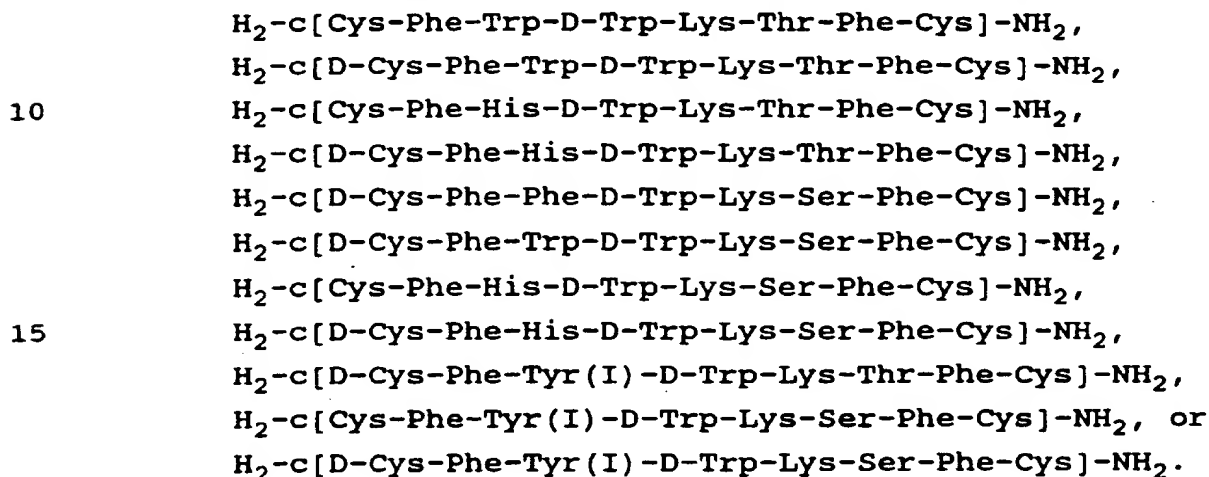 H₂-c[Cys-Phe-Trp-D-Trp-Lys-Thr-Phe-Cys]-NH₂,
H₂-c[D-Cys-Phe-Trp-D-Trp-Lys-Thr-Phe-Cys]-NH₂,
10 H₂-c[Cys-Phe-His-D-Trp-Lys-Thr-Phe-Cys]-NH₂,
H₂-c[D-Cys-Phe-His-D-Trp-Lys-Thr-Phe-Cys]-NH₂,
H₂-c[D-Cys-Phe-Phe-D-Trp-Lys-Ser-Phe-Cys]-NH₂,
H₂-c[D-Cys-Phe-Trp-D-Trp-Lys-Ser-Phe-Cys]-NH₂,
H₂-c[Cys-Phe-His-D-Trp-Lys-Ser-Phe-Cys]-NH₂,
15 H₂-c[D-Cys-Phe-His-D-Trp-Lys-Ser-Phe-Cys]-NH₂,
H₂-c[D-Cys-Phe-Tyr(I)-D-Trp-Lys-Thr-Phe-Cys]-NH₂,
H₂-c[Cys-Phe-Tyr(I)-D-Trp-Lys-Ser-Phe-Cys]-NH₂, or
H₂-c[D-Cys-Phe-Tyr(I)-D-Trp-Lys-Ser-Phe-Cys]-NH₂.